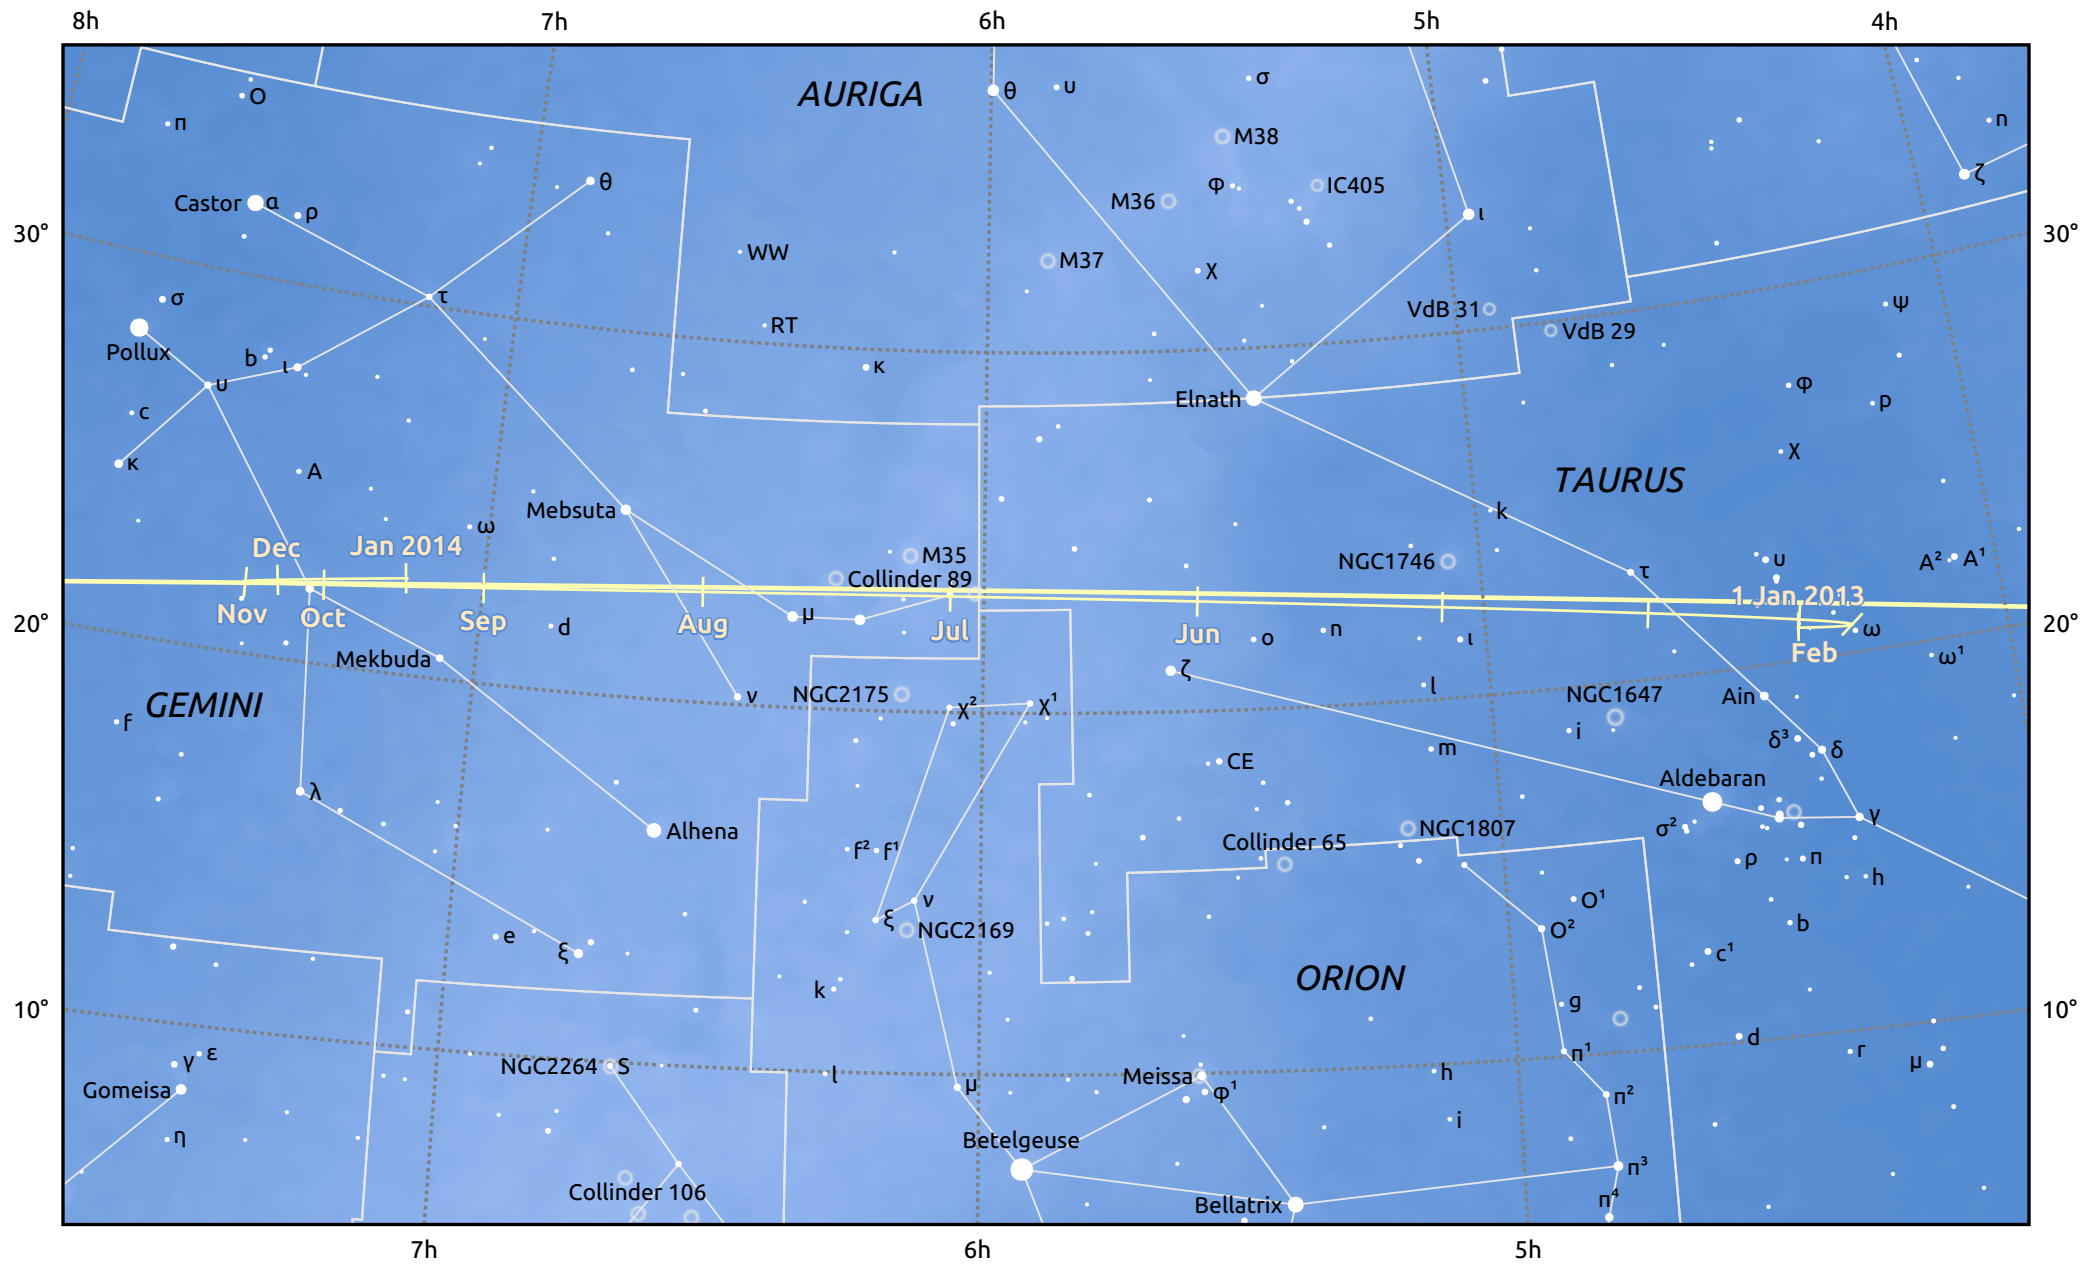 8h 7h 6h 5h 4h
AURIGA
θ υ σ
Ο
π
M38
η
Castor α ρ
θ
M36 φ IC405
ζ
ι
30° 30°
WW
M37
χ
σ
RT
VdB 31
VdB 29
ψ
Pollux
b ι
τ
κ
υ
Elnath
φ
p
c
κ
A
χ
TAURUS
Mebsuta
k
ω
Dec Jan 2014
M35
NGC1746
τ
υ
A² A¹
Collinder 89
1 Jan 2013
Nov Oct Sep Aug Jul Jun Feb
μ
d
ο n ι
ω
20° 20°
Mekbuda
ζ
ω¹
GEMINI
ν
NGC2175
χ² χ¹
l
NGC1647
Ain
f
i
δ³ δ
m
CE
Aldebaran
λ
Alhena
γ
f² f¹
Collinder 65
NGC1807
σ²
ρ π
h
ν
ξ
NGC2169
Ο¹
Ο²
b
e
ξ
c¹
k
ORION
g
10° 10°
γ ε
NGC2264 S
l
μ
Meissa
φ¹
h
π¹
d
r
μ
Gomeisa
π²
η
i
Betelgeuse
π³
Collinder 106
Bellatrix
π⁴
7h 6h 5h